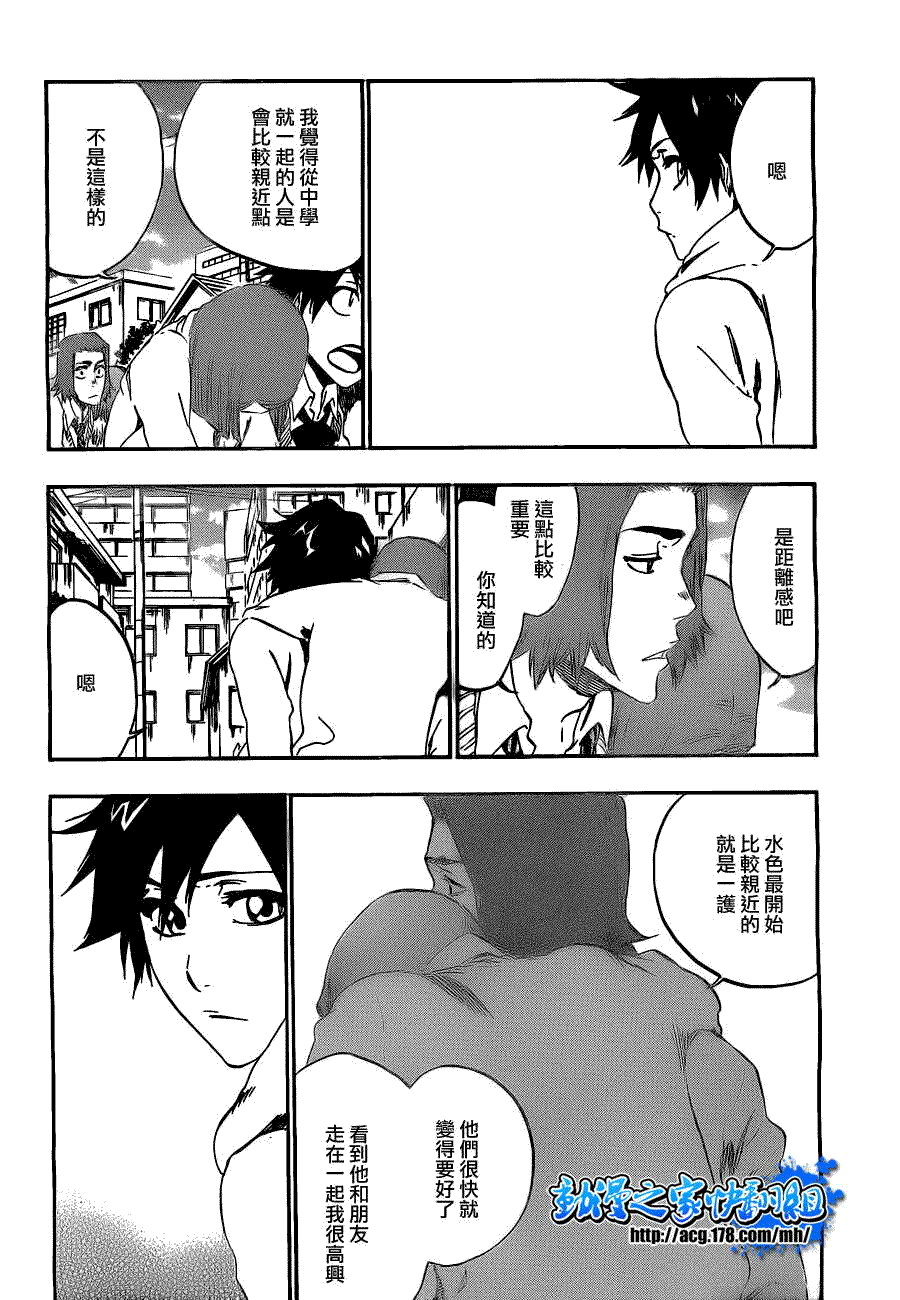 嗯
我覺得從中學
就一起的人是
會比較親近點
不是這樣的
是距離感吧
這點比較
重要
你知道的
嗯
水色最開始
比較親近的
就是一護
他們很快就
變得要好了
看到他和朋友
走在一起我很高興
動漫之家快翻組
http://acg.178.com/mh/